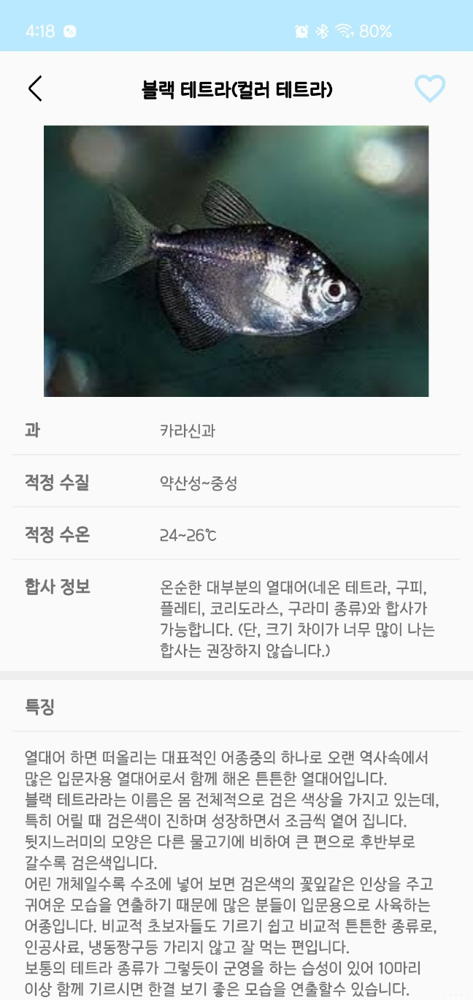 4:18
80%
블랙 테트라(컬러 테트라)
과 카라신과
적정 수질 약산성~중성
적정 수온 24~26℃
합사 정보 온순한 대부분의 열대어(네온 테트라, 구피,
플레티, 코리도라스, 구라미 종류)와 합사가
가능합니다. (단, 크기 차이가 너무 많이 나는
합사는 권장하지 않습니다.)
특징
열대어 하면 떠올리는 대표적인 어종중의 하나로 오랜 역사속에서
많은 입문자용 열대어로서 함께 해온 튼튼한 열대어입니다.
블랙 테트라라는 이름은 몸 전체적으로 검은 색상을 가지고 있는데,
특히 어릴 때 검은색이 진하며 성장하면서 조금씩 옅어 집니다.
뒷지느러미의 모양은 다른 물고기에 비하여 큰 편으로 후반부로
갈수록 검은색입니다.
어린 개체일수록 수조에 넣어 보면 검은색의 꽃잎같은 인상을 주고
귀여운 모습을 연출하기 때문에 많은 분들이 입문용으로 사육하는
어종입니다. 비교적 초보자들도 기르기 쉽고 비교적 튼튼한 종류로,
인공사료, 냉동짱구등 가리지 않고 잘 먹는 편입니다.
보통의 테트라 종류가 그렇듯이 군영을 하는 습성이 있어 10마리
이상 함께 기르시면 한결 보기 좋은 모습을 연출할수 있습니다.